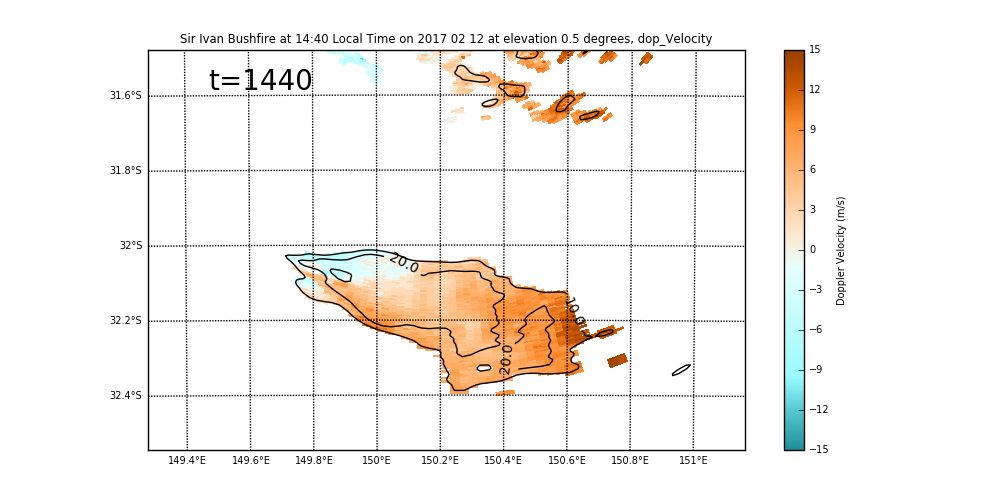 Sir Ivan Bushfire at 14:40 Local Time on 2017 02 12 at elevation 0.5 degrees, dop_Velocity
t=1440
31.6°S
31.8°S
32°S
32.2°S
32.4°S
149.4°E 149.6°E 149.8°E 150°E 150.2°E 150.4°E 150.6°E 150.8°E 151°E
20.0
10.0
20.0
15
12
9
6
3
0
−3
−6
−9
−12
−15
Doppler Velocity (m/s)